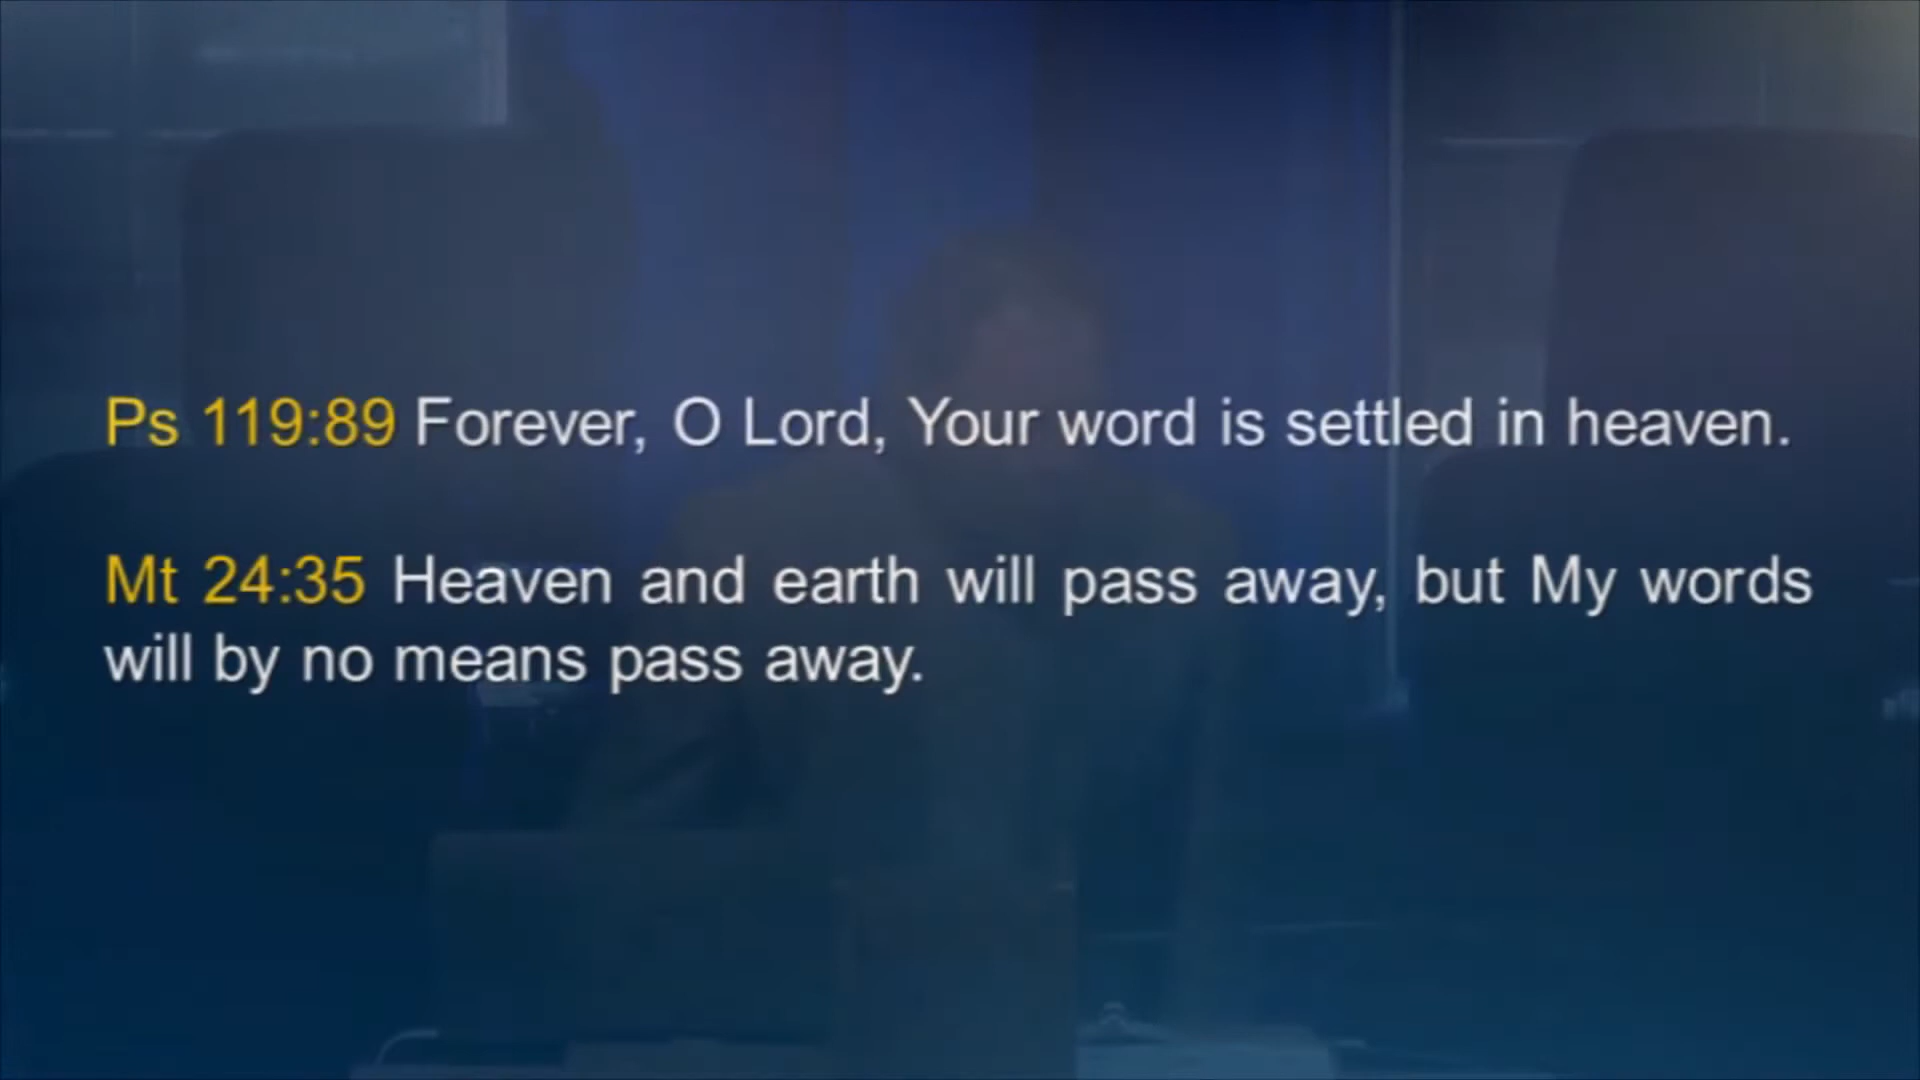 Ps 119:89 Forever, O Lord, Your word is settled in heaven.
Mt 24:35 Heaven and earth will pass away, but My words
will by no means pass away.